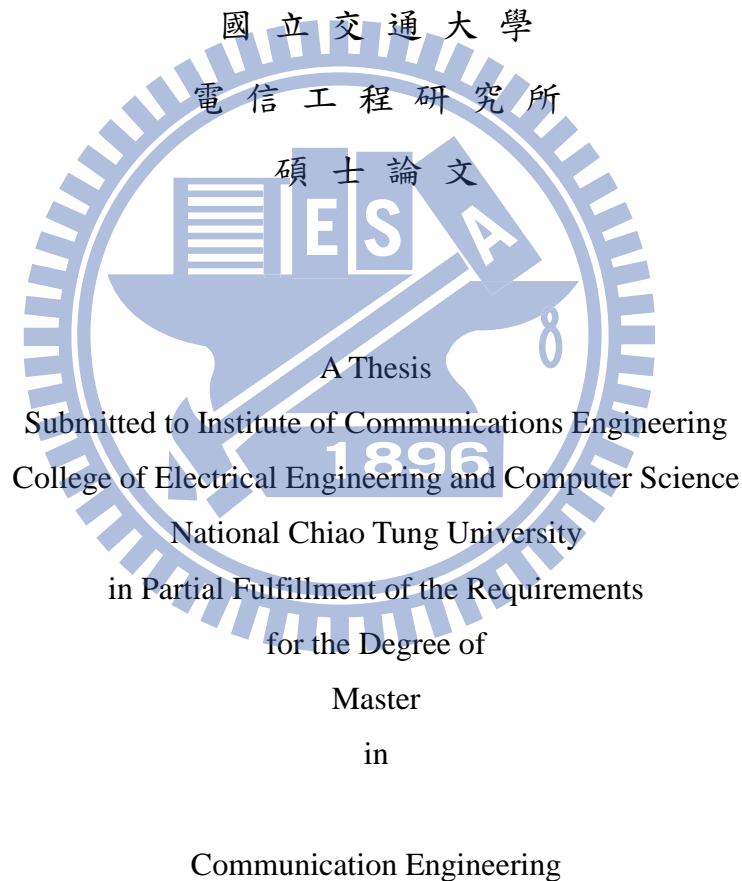 國 立 交 通 大 學
電 信 工 程 研 究 所
碩 士 論 文
E S A
A Thesis
Submitted to Institute of Communications Engineering
1896
College of Electrical Engineering and Computer Science
National Chiao Tung University
in Partial Fulfillment of the Requirements
for the Degree of
Master
in
Communication Engineering